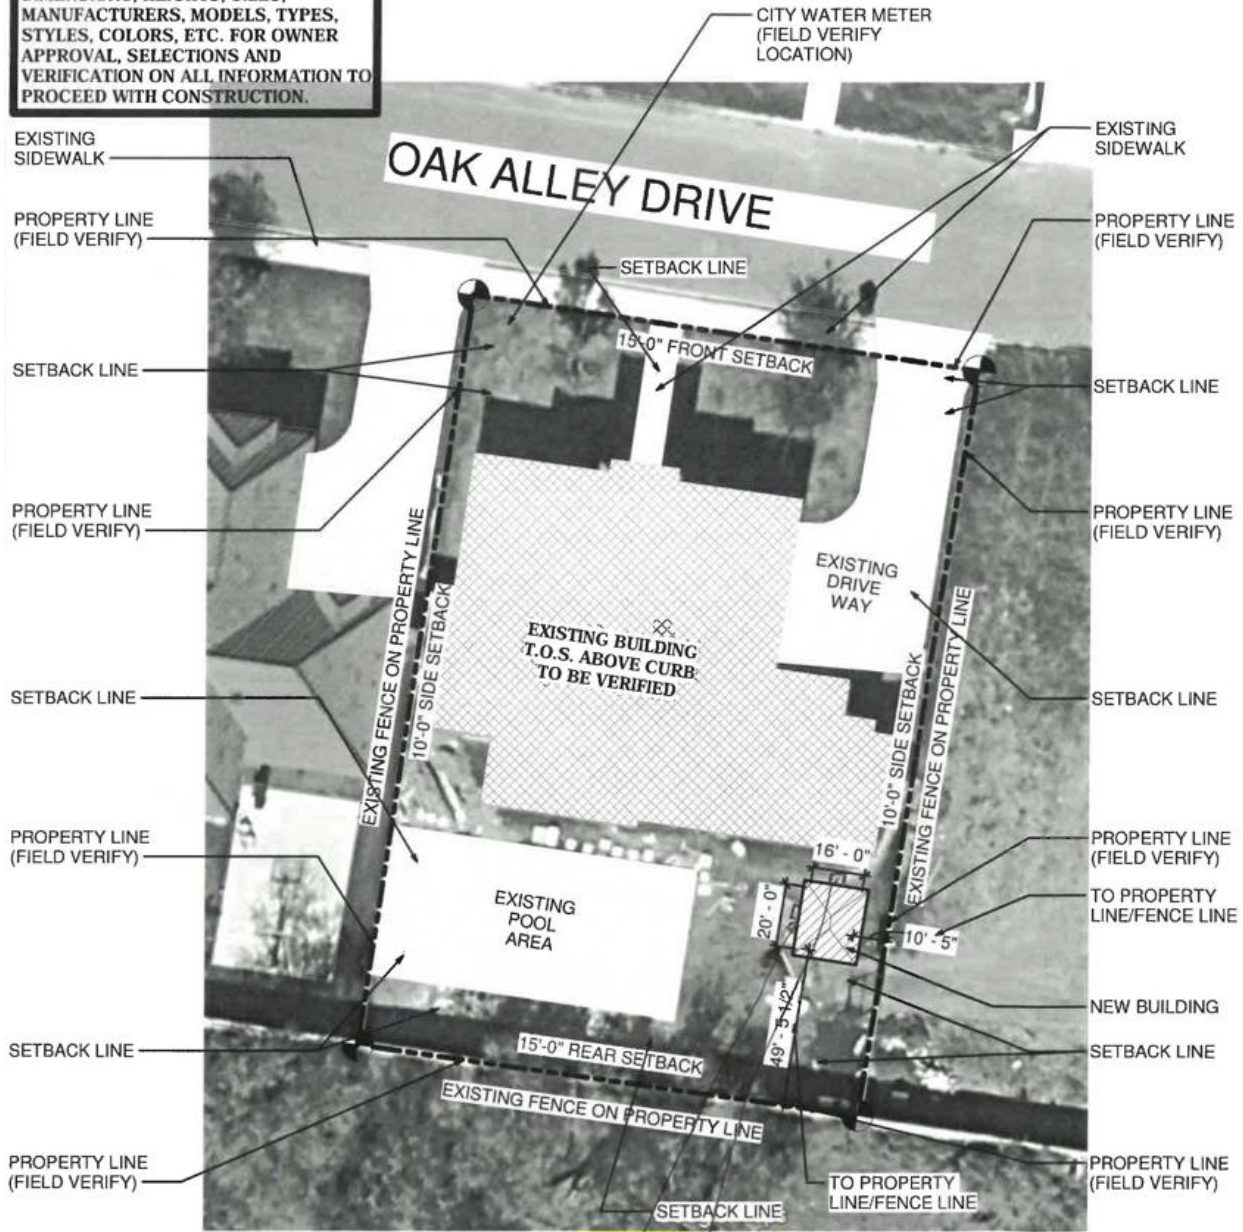 MANUFACTURERS, MODELS, TYPES,
STYLES, COLORS, ETC. FOR OWNER
APPROVAL, SELECTIONS AND
VERIFICATION ON ALL INFORMATION TO
PROCEED WITH CONSTRUCTION.
CITY WATER METER
(FIELD VERIFY
LOCATION)
EXISTING
SIDEWALK
EXISTING
SIDEWALK
OAK ALLEY DRIVE
PROPERTY LINE
(FIELD VERIFY)
PROPERTY LINE
(FIELD VERIFY)
SETBACK LINE
15'-0" FRONT SETBACK
SETBACK LINE
SETBACK LINE
PROPERTY LINE
(FIELD VERIFY)
PROPERTY LINE
(FIELD VERIFY)
EXISTING
DRIVE
WAY
EXISTING FENCE ON PROPERTY LINE
10'-0" SIDE SETBACK
EXISTING BUILDING
T.O.S. ABOVE CURB
TO BE VERIFIED
10'-0" SIDE SETBACK
EXISTING FENCE ON PROPERTY LINE
SETBACK LINE
SETBACK LINE
PROPERTY LINE
(FIELD VERIFY)
PROPERTY LINE
(FIELD VERIFY)
16' - 0"
EXISTING
POOL
AREA
20' - 0"
10' - 5"
TO PROPERTY
LINE/FENCE LINE
49' - 5 1/2"
NEW BUILDING
SETBACK LINE
SETBACK LINE
15'-0" REAR SETBACK
EXISTING FENCE ON PROPERTY LINE
PROPERTY LINE
(FIELD VERIFY)
PROPERTY LINE
(FIELD VERIFY)
TO PROPERTY
LINE/FENCE LINE
SETBACK LINE